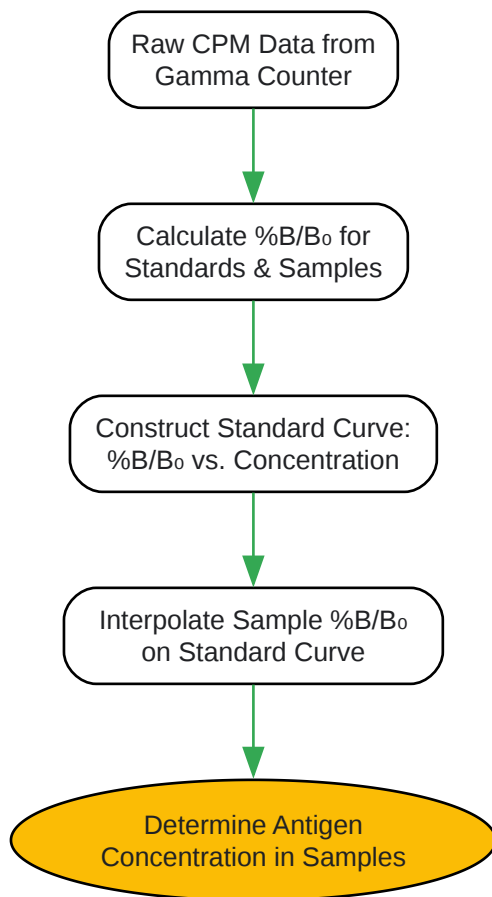 Raw CPM Data from
Gamma Counter
Calculate %B/B₀ for
Standards & Samples
Construct Standard Curve:
%B/B₀ vs. Concentration
Interpolate Sample %B/B₀
on Standard Curve
Determine Antigen
Concentration in Samples